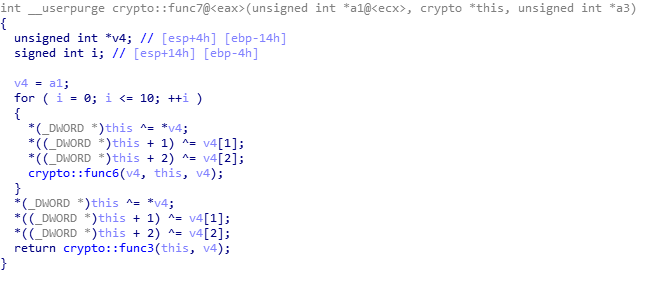 int __userpurge crypto::func7@<eax>(unsigned int *a1@<ecx>, crypto *this, unsigned int *a3)
{
  unsigned int *v4; // [esp+4h] [ebp-14h]
  signed int i; // [esp+14h] [ebp-4h]

  v4 = a1;
  for ( i = 0; i <= 10; ++i )
  {
    *(_DWORD *)this ^= *v4;
    *((_DWORD *)this + 1) ^= v4[1];
    *((_DWORD *)this + 2) ^= v4[2];
    crypto::func6(v4, this, v4);
  }
  *(_DWORD *)this ^= *v4;
  *((_DWORD *)this + 1) ^= v4[1];
  *((_DWORD *)this + 2) ^= v4[2];
  return crypto::func3(this, v4);
}